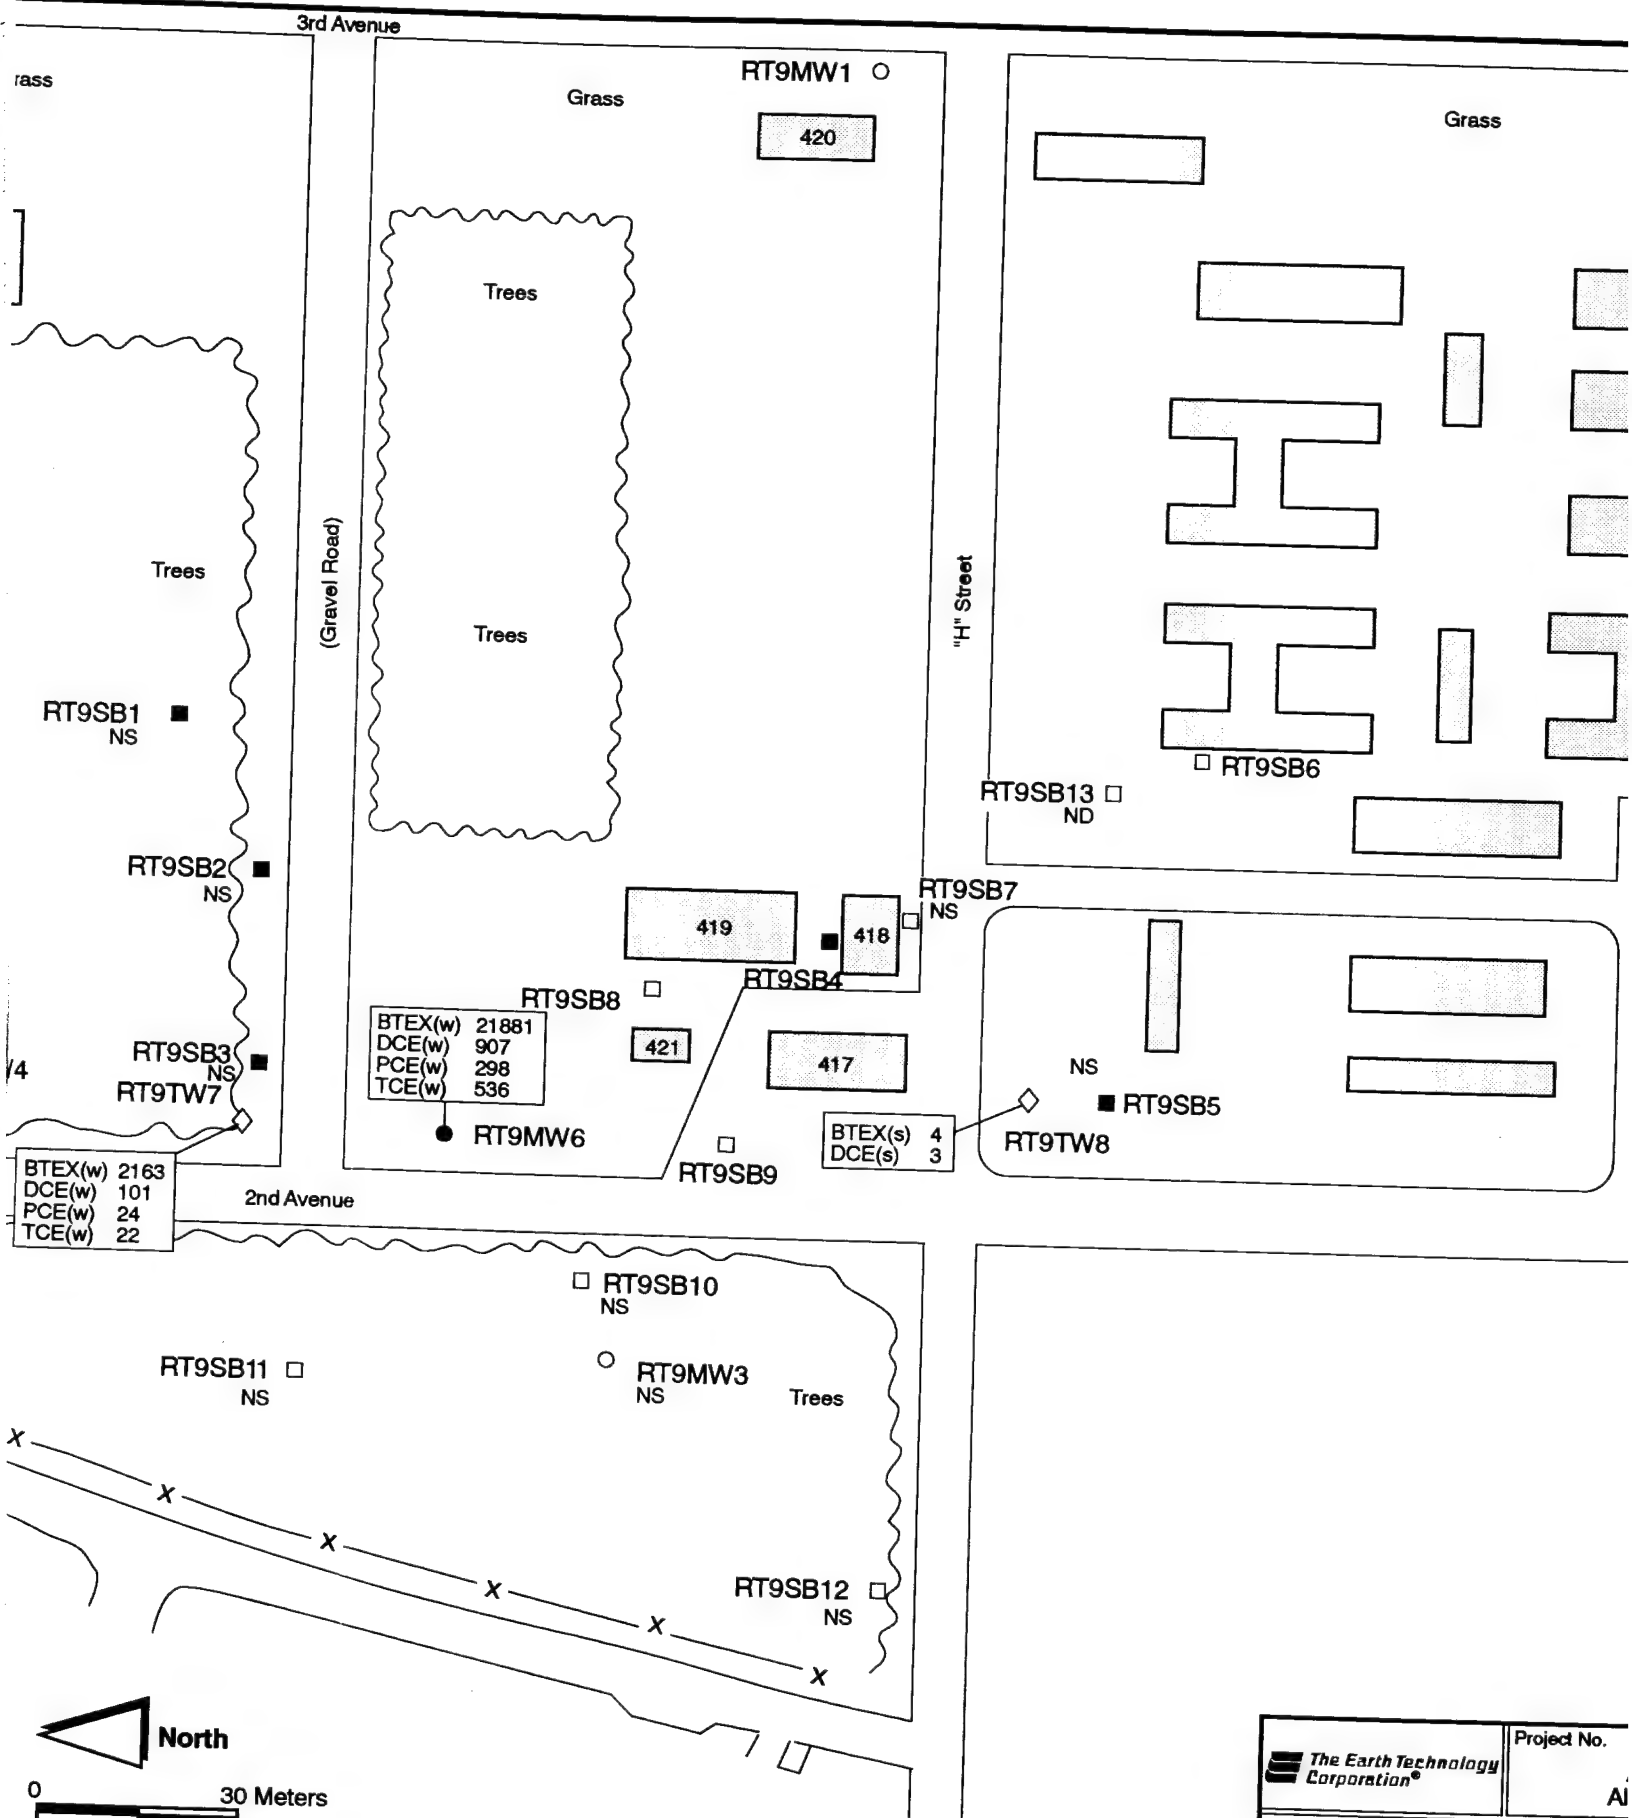 3rd Avenue
rass
Grass
RT9MW1
420
Grass
Trees
Trees
(Gravel Road)
"H" Street
Trees
RT9SB1
NS
RT9SB6
RT9SB13
ND
RT9SB2
NS
RT9SB7
NS
419
418
RT9SB4
RT9SB8
BTEX(w) 21881
DCE(w) 907
PCE(w) 298
TCE(w) 536
421
417
RT9SB3
NS
/4
RT9TW7
NS
RT9SB5
RT9MW6
BTEX(s) 4
DCE(s) 3
RT9TW8
RT9SB9
BTEX(w) 2163
DCE(w) 101
PCE(w) 24
TCE(w) 22
2nd Avenue
RT9SB10
NS
RT9SB11
NS
RT9MW3
NS
Trees
X
X
X
X
X
X
RT9SB12
NS
North
0 30 Meters
The Earth Technology
Corporation®
Project No.
Al